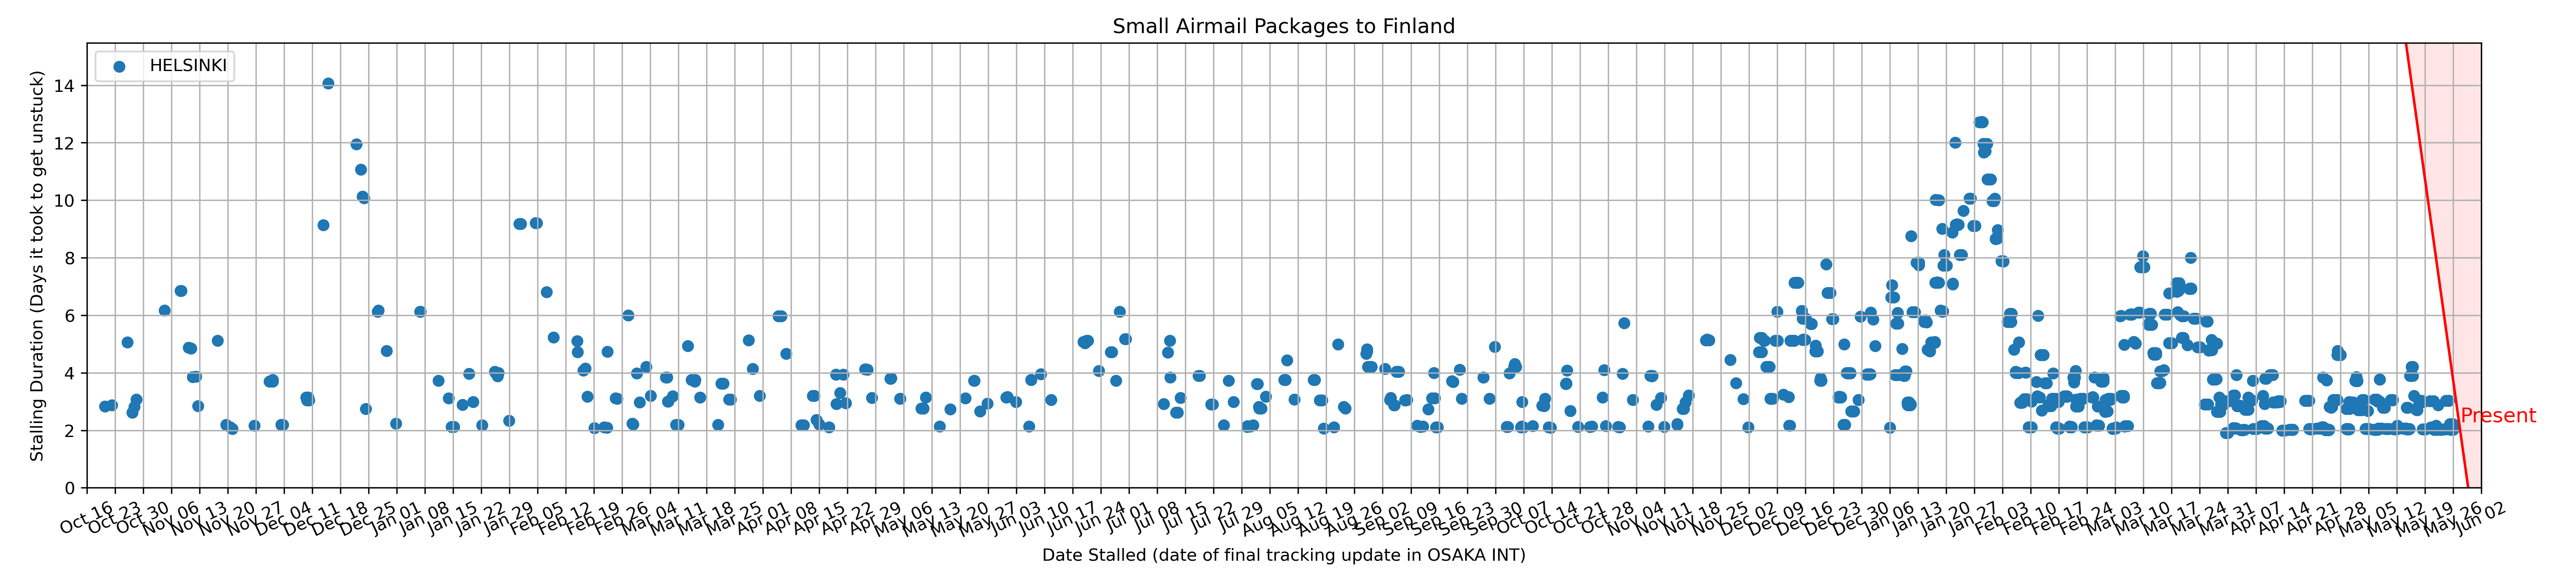 Small Airmail Packages to Finland
HELSINKI
Stalling Duration (Days it took to get unstuck)
14
12
10
8
6
4
2
0
Present
Oct 16 Oct 23 Oct 30 Nov 06 Nov 13 Nov 20 Nov 27 Dec 04 Dec 11 Dec 18 Dec 25 Jan 01 Jan 08 Jan 15 Jan 22 Jan 29 Feb 05 Feb 12 Feb 19 Feb 26 Mar 04 Mar 11 Mar 18 Mar 25 Apr 01 Apr 08 Apr 15 Apr 22 Apr 29 May 06 May 13 May 20 May 27 Jun 03 Jun 10 Jun 17 Jun 24 Jul 01 Jul 08 Jul 15 Jul 22 Jul 29 Aug 05 Aug 12 Aug 19 Aug 26 Sep 02 Sep 09 Sep 16 Sep 23 Sep 30 Oct 07 Oct 14 Oct 21 Oct 28 Nov 04 Nov 11 Nov 18 Nov 25 Dec 02 Dec 09 Dec 16 Dec 23 Dec 30 Jan 06 Jan 13 Jan 20 Jan 27 Feb 03 Feb 10 Feb 17 Feb 24 Mar 03 Mar 10 Mar 17 Mar 24 Mar 31 Apr 07 Apr 14 Apr 21 Apr 28 May 05 May 12 May 19 May 26 Jun 02
Date Stalled (date of final tracking update in OSAKA INT)